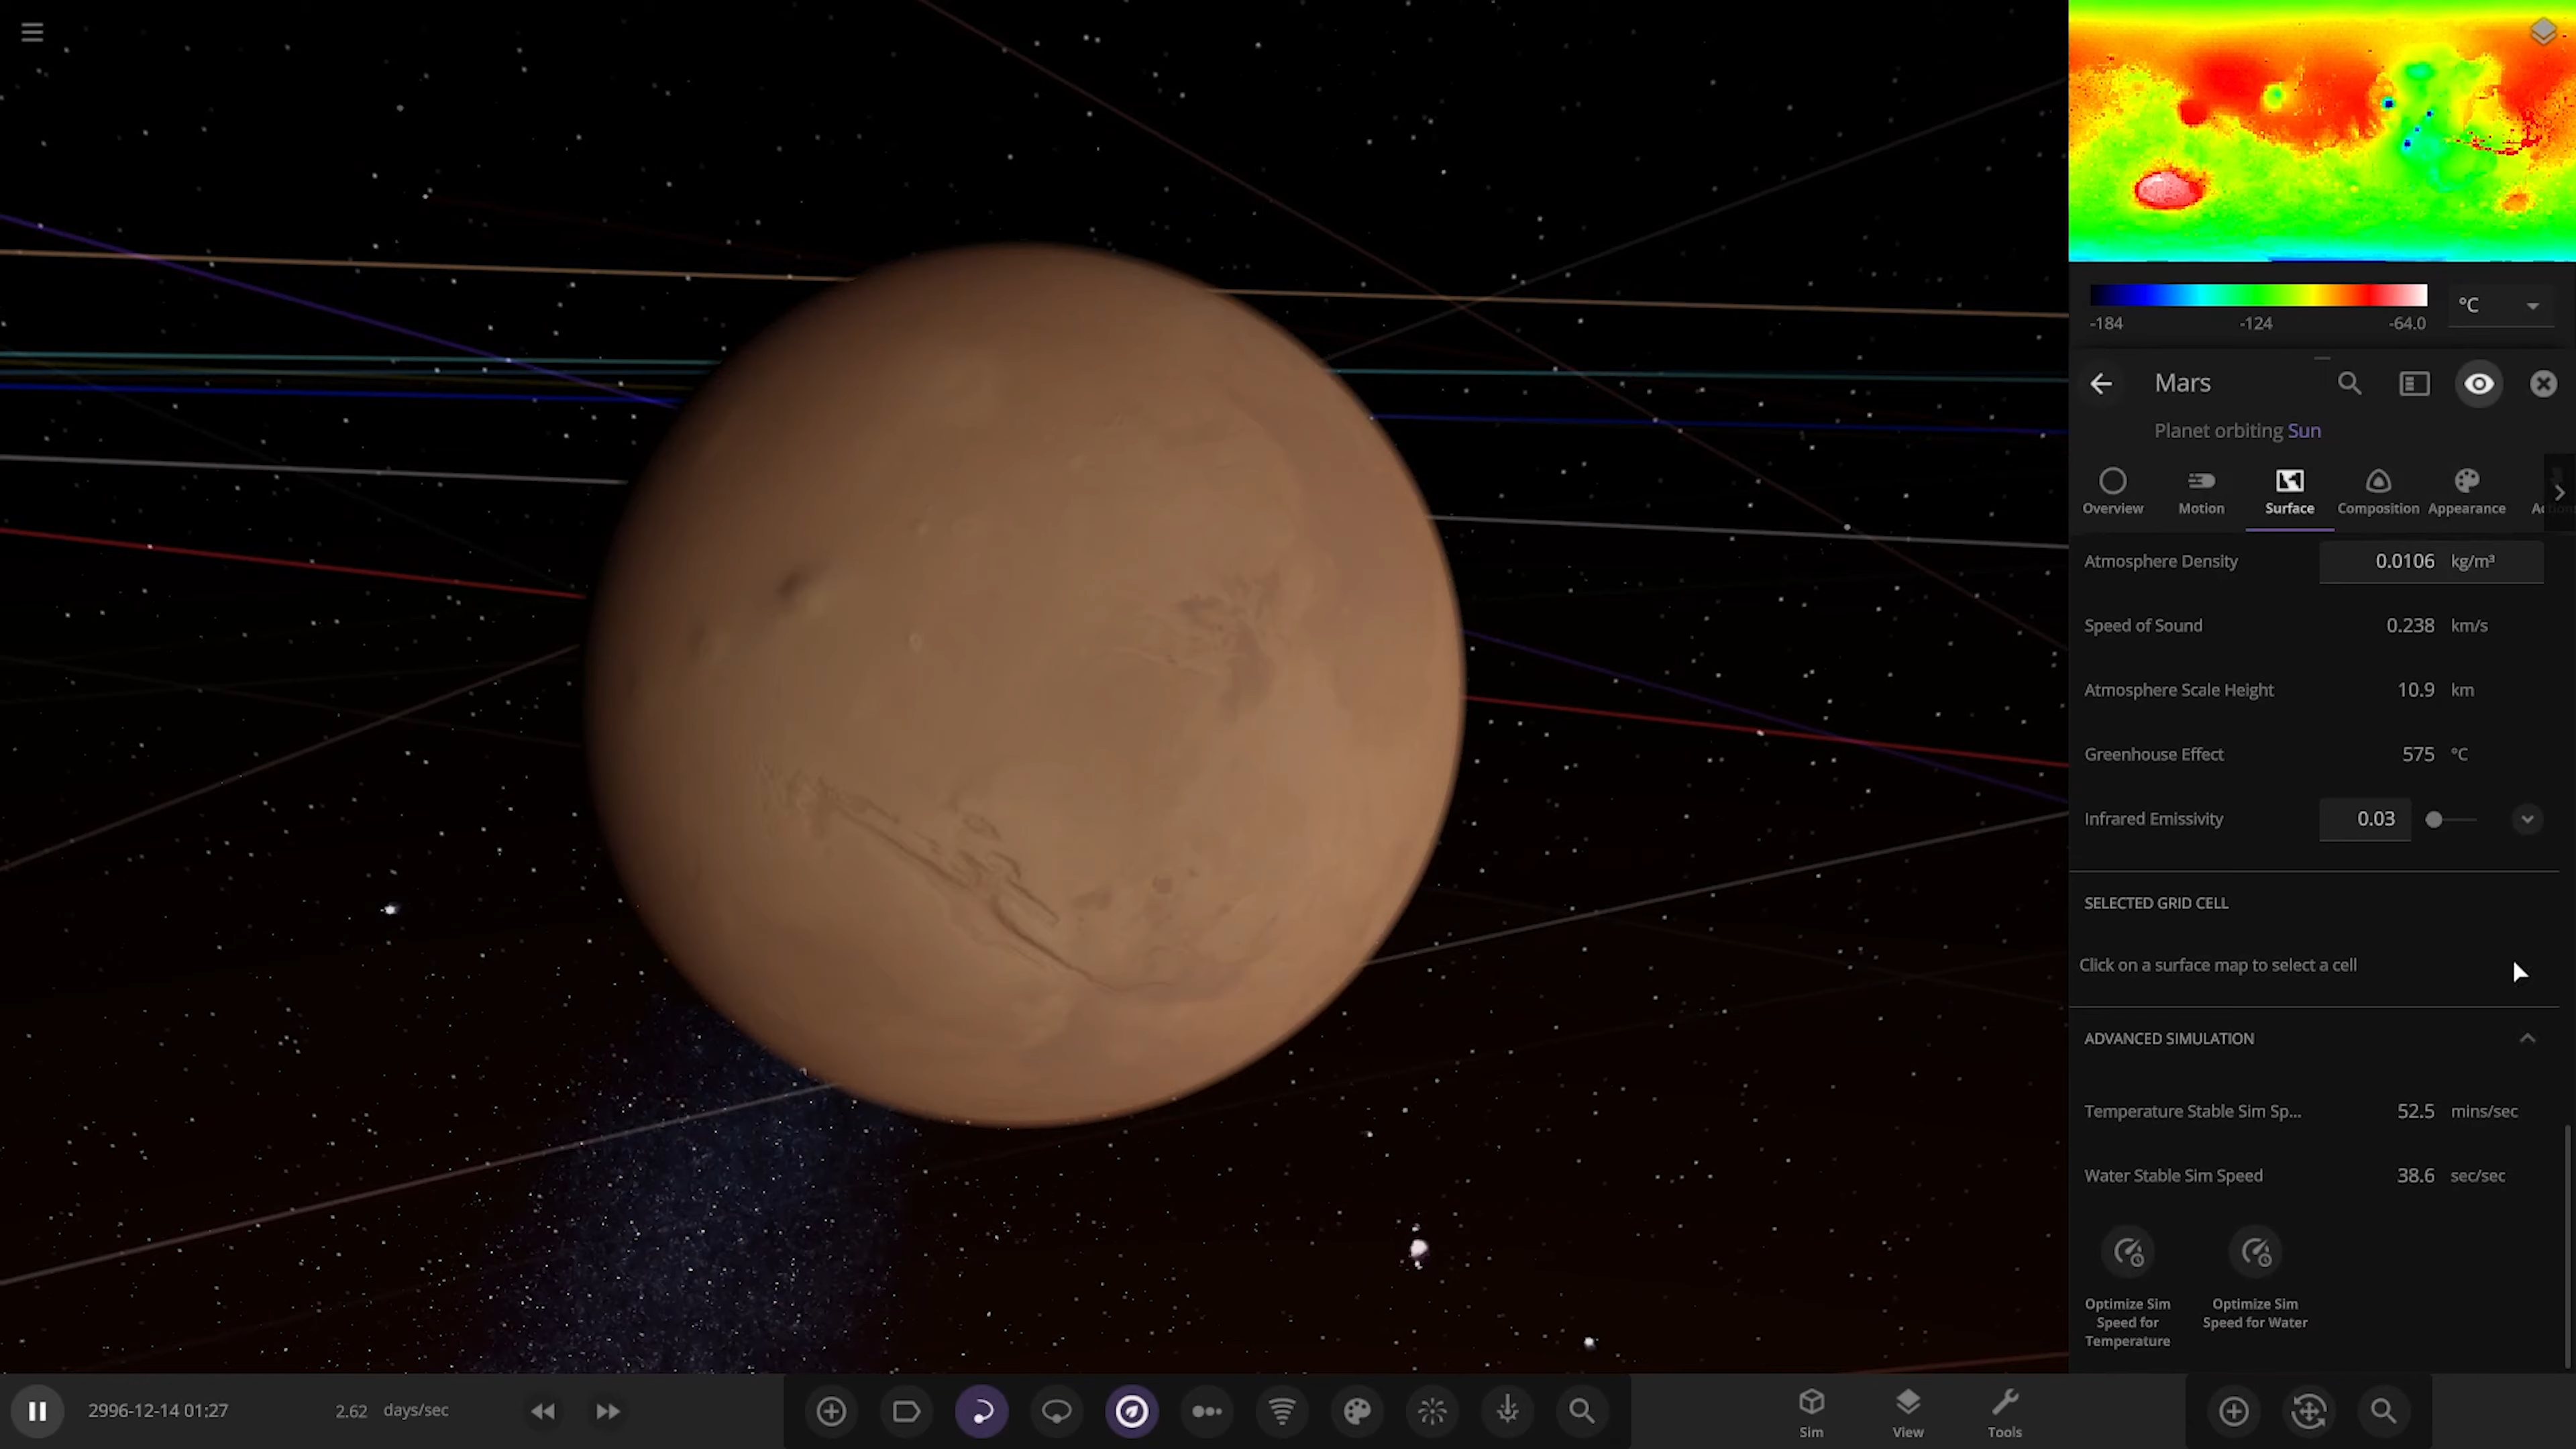 °C
-184 -124 -64.0
Mars
Planet orbiting Sun
Overview Motion Surface Composition Appearance
Atmosphere Density 0.0106 kg/m³
Speed of Sound 0.238 km/s
Atmosphere Scale Height 10.9 km
Greenhouse Effect 575 °C
Infrared Emissivity 0.03
SELECTED GRID CELL
Click on a surface map to select a cell
ADVANCED SIMULATION
Temperature Stable Sim Sp... 52.5 mins/sec
Water Stable Sim Speed 38.6 sec/sec
Optimize Sim Speed for Temperature
Optimize Sim Speed for Water
2996-12-14 01:27 2.62 days/sec
Sim View Tools